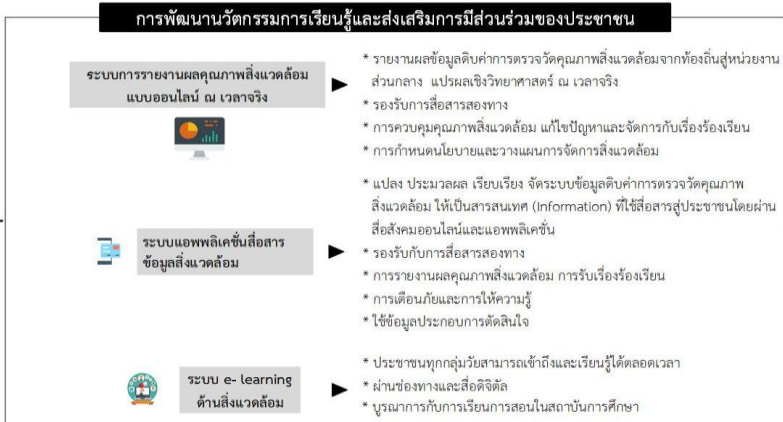 การพัฒนานวัตกรรมการเรียนรู้และส่งเสริมการมีส่วนร่วมของประชาชน
ระบบการรายงานผลคุณภาพสิ่งแวดล้อม
แบบออนไลน์ ณ เวลาจริง
* รายงานผลข้อมูลดิบค่าการตรวจวัดคุณภาพสิ่งแวดล้อมจากท้องถิ่นสู่หน่วยงาน
ส่วนกลาง แปรผลเชิงวิทยาศาสตร์ ณ เวลาจริง
* รองรับการสื่อสารสองทาง
* การควบคุมคุณภาพสิ่งแวดล้อม แก้ไขปัญหาและจัดการกับเรื่องร้องเรียน
* การกำหนดนโยบายและวางแผนการจัดการสิ่งแวดล้อม
ระบบแอพพลิเคชั่นสื่อสาร
ข้อมูลสิ่งแวดล้อม
* แปลง ประมวลผล เรียบเรียง จัดระบบข้อมูลดิบค่าการตรวจวัดคุณภาพ
สิ่งแวดล้อม ให้เป็นสารสนเทศ (Information) ที่ใช้สื่อสารสู่ประชาชนโดยผ่าน
สื่อสังคมออนไลน์และแอพพลิเคชั่น
* รองรับกับการสื่อสารสองทาง
* การรายงานผลคุณภาพสิ่งแวดล้อม การรับเรื่องร้องเรียน
* การเตือนภัยและการให้ความรู้
* ใช้ข้อมูลประกอบการตัดสินใจ
ระบบ e- learning
ด้านสิ่งแวดล้อม
* ประชาชนทุกกลุ่มวัยสามารถเข้าถึงและเรียนรู้ได้ตลอดเวลา
* ผ่านช่องทางและสื่อดิจิตัล
* บูรณาการกับการเรียนการสอนในสถาบันการศึกษา